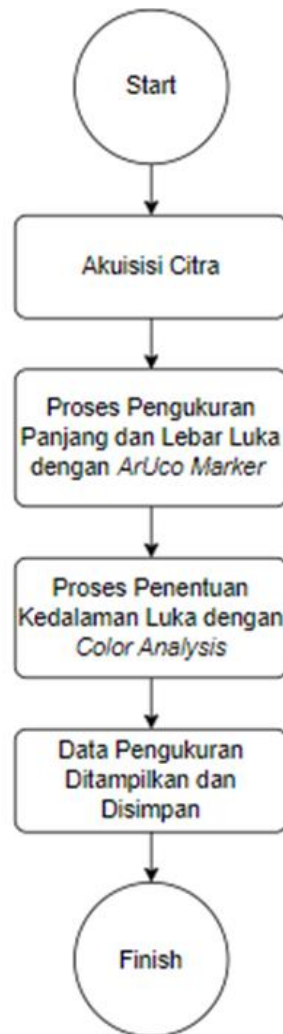 Start
Akuisisi Citra
Proses Pengukuran
Panjang dan Lebar Luka
dengan ArUco Marker
Proses Penentuan
Kedalaman Luka dengan
Color Analysis
Data Pengukuran
Ditampilkan dan
Disimpan
Finish